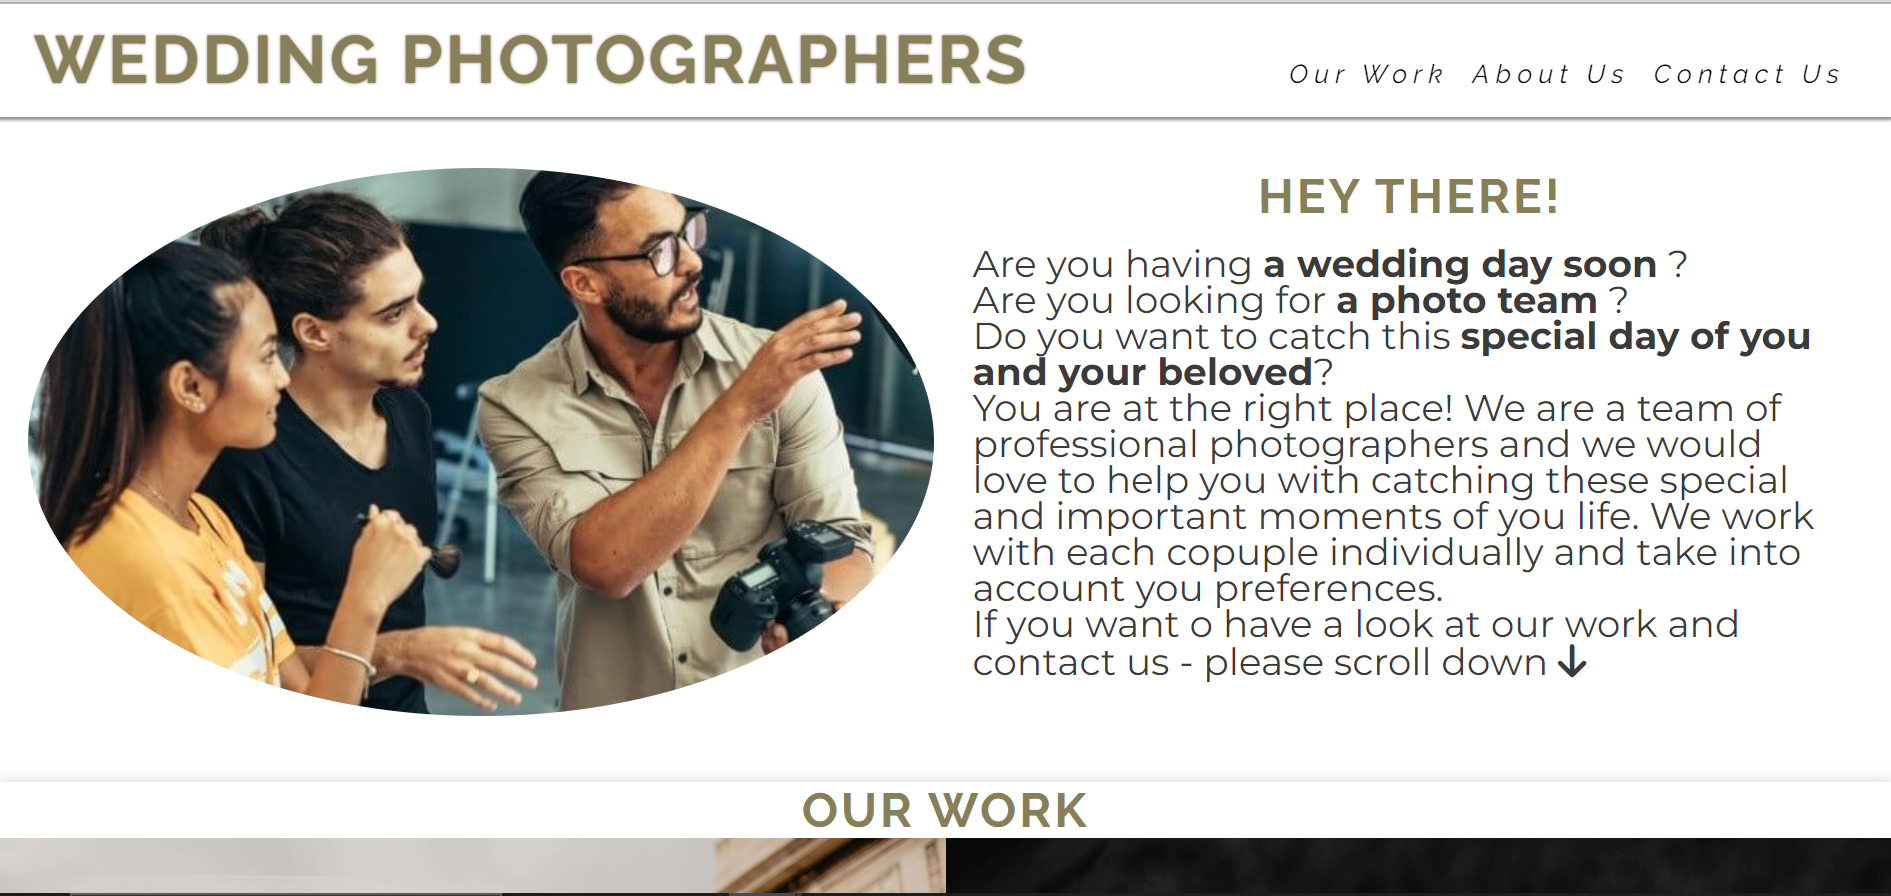 WEDDING PHOTOGRAPHERS
Our Work About Us Contact Us
HEY THERE!
Are you having a wedding day soon ?
Are you looking for a photo team ?
Do you want to catch this special day of you
and your beloved?
You are at the right place! We are a team of
professional photographers and we would
love to help you with catching these special
and important moments of you life. We work
with each copuple individually and take into
account you preferences.
If you want o have a look at our work and
contact us - please scroll down ↓
OUR WORK